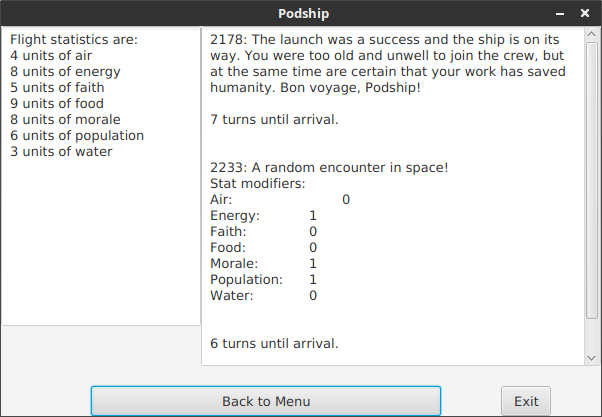 Podship
Flight statistics are:
4 units of air
8 units of energy
5 units of faith
9 units of food
8 units of morale
6 units of population
3 units of water
2178: The launch was a success and the ship is on its
way. You were too old and unwell to join the crew, but
at the same time are certain that your work has saved
humanity. Bon voyage, Podship!
7 turns until arrival.
2233: A random encounter in space!
Stat modifiers:
Air: 0
Energy: 1
Faith: 0
Food: 0
Morale: 1
Population: 1
Water: 0
6 turns until arrival.
Back to Menu
Exit